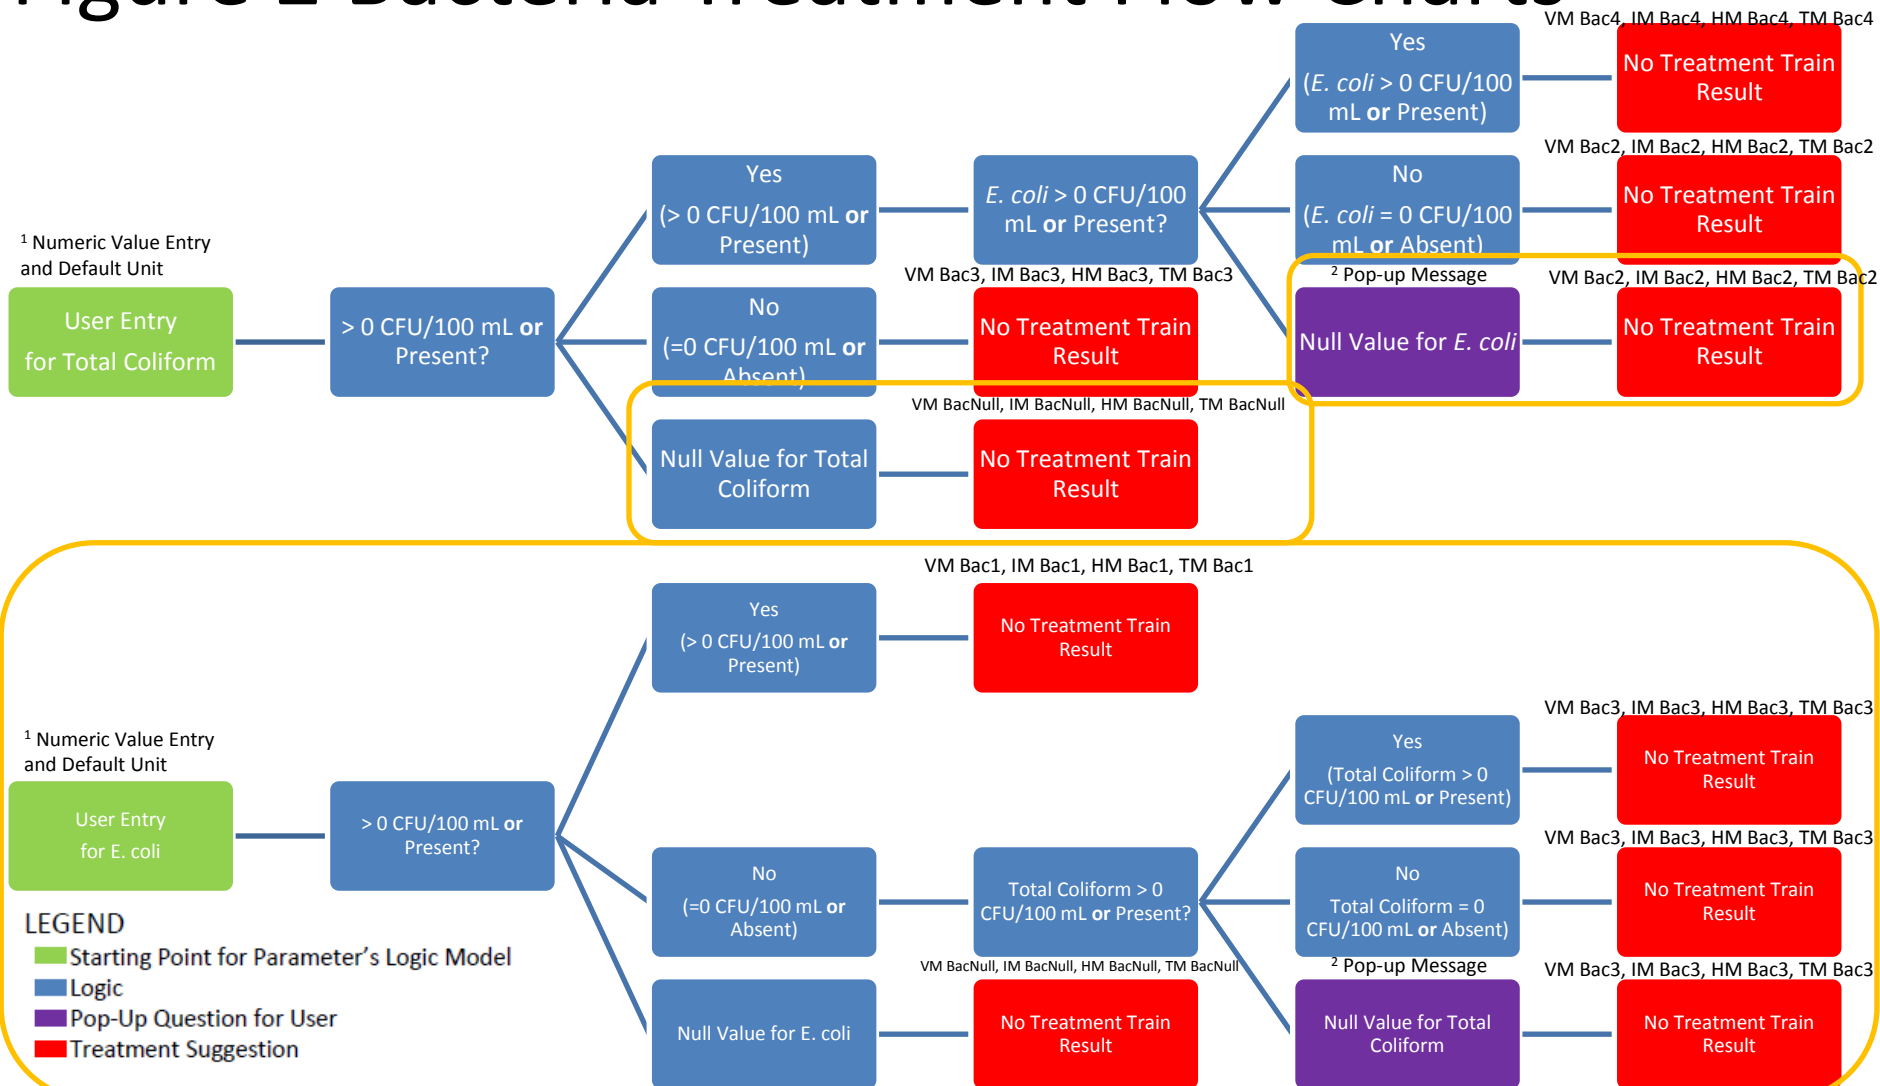 Figure 2 Bacteria Treatment Flow Charts
VM Bac4, IM Bac4, HM Bac4, TM Bac4
Yes
(E. coli > 0 CFU/100
mL or Present)
No Treatment Train
Result
VM Bac2, IM Bac2, HM Bac2, TM Bac2
Yes
(> 0 CFU/100 mL or
Present)
E. coli > 0 CFU/100
mL or Present?
No
(E. coli = 0 CFU/100
mL or Absent)
No Treatment Train
Result
1 Numeric Value Entry
and Default Unit
User Entry
for Total Coliform
> 0 CFU/100 mL or
Present?
VM Bac3, IM Bac3, HM Bac3, TM Bac3
No
(=0 CFU/100 mL or
Absent)
No Treatment Train
Result
2 Pop-up Message
VM Bac2, IM Bac2, HM Bac2, TM Bac2
Null Value for E. coli
No Treatment Train
Result
VM BacNull, IM BacNull, HM BacNull, TM BacNull
Null Value for Total
Coliform
No Treatment Train
Result
VM Bac1, IM Bac1, HM Bac1, TM Bac1
Yes
(> 0 CFU/100 mL or
Present)
No Treatment Train
Result
1 Numeric Value Entry
and Default Unit
User Entry
for E. coli
> 0 CFU/100 mL or
Present?
VM Bac3, IM Bac3, HM Bac3, TM Bac3
Yes
(Total Coliform > 0
CFU/100 mL or Present)
No Treatment Train
Result
VM Bac3, IM Bac3, HM Bac3, TM Bac3
No
(=0 CFU/100 mL or
Absent)
Total Coliform > 0
CFU/100 mL or Present?
No
Total Coliform = 0
CFU/100 mL or Absent)
No Treatment Train
Result
VM BacNull, IM BacNull, HM BacNull, TM BacNull
2 Pop-up Message
VM Bac3, IM Bac3, HM Bac3, TM Bac3
Null Value for E. coli
No Treatment Train
Result
Null Value for Total
Coliform
No Treatment Train
Result
LEGEND
Starting Point for Parameter's Logic Model
Logic
Pop-Up Question for User
Treatment Suggestion